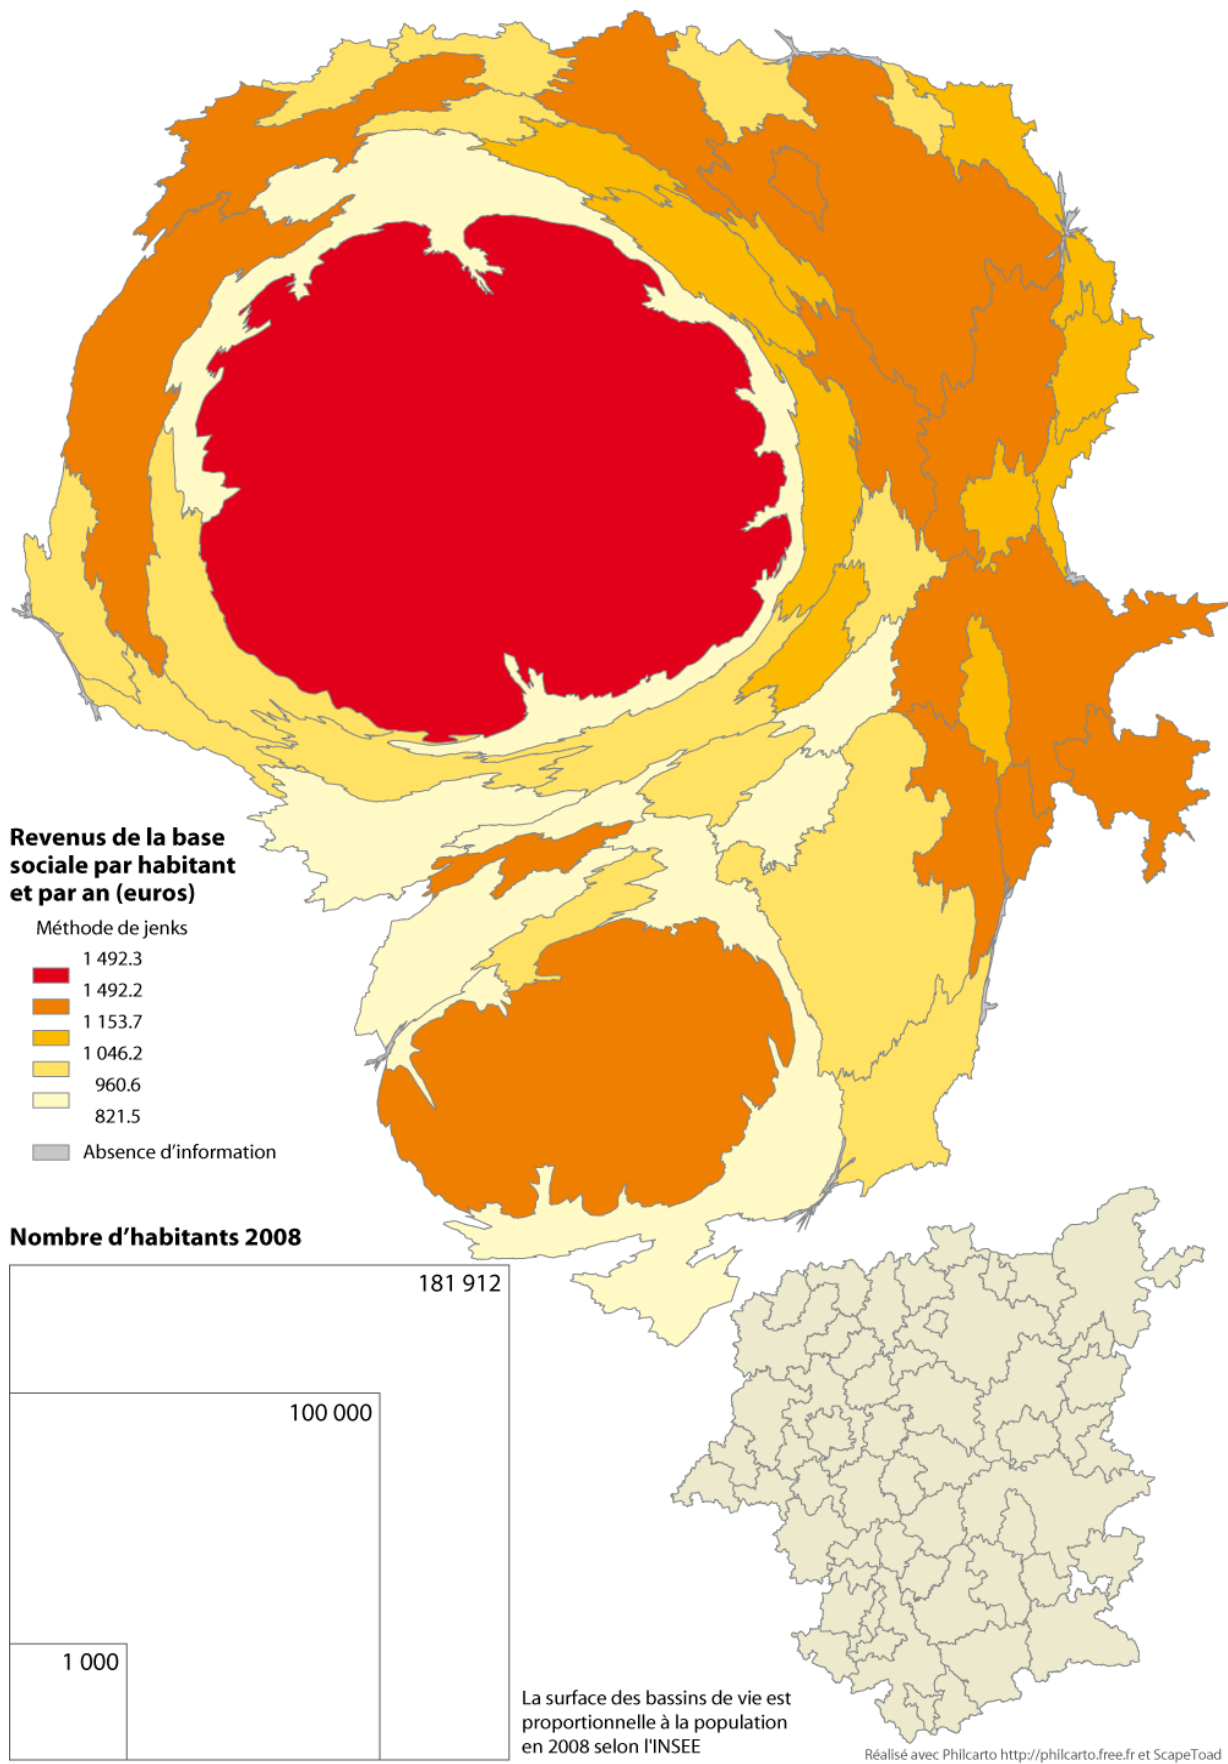 Revenus de la base
sociale par habitant
et par an (euros)
Méthode de jenks
1 492.3
1 492.2
1 153.7
1 046.2
960.6
821.5
Absence d'information
Nombre d'habitants 2008
181 912
100 000
1 000
La surface des bassins de vie est
proportionnelle à la population
en 2008 selon l'INSEE
Réalisé avec Philcarto http://philcarto.free.fr et ScapeToad